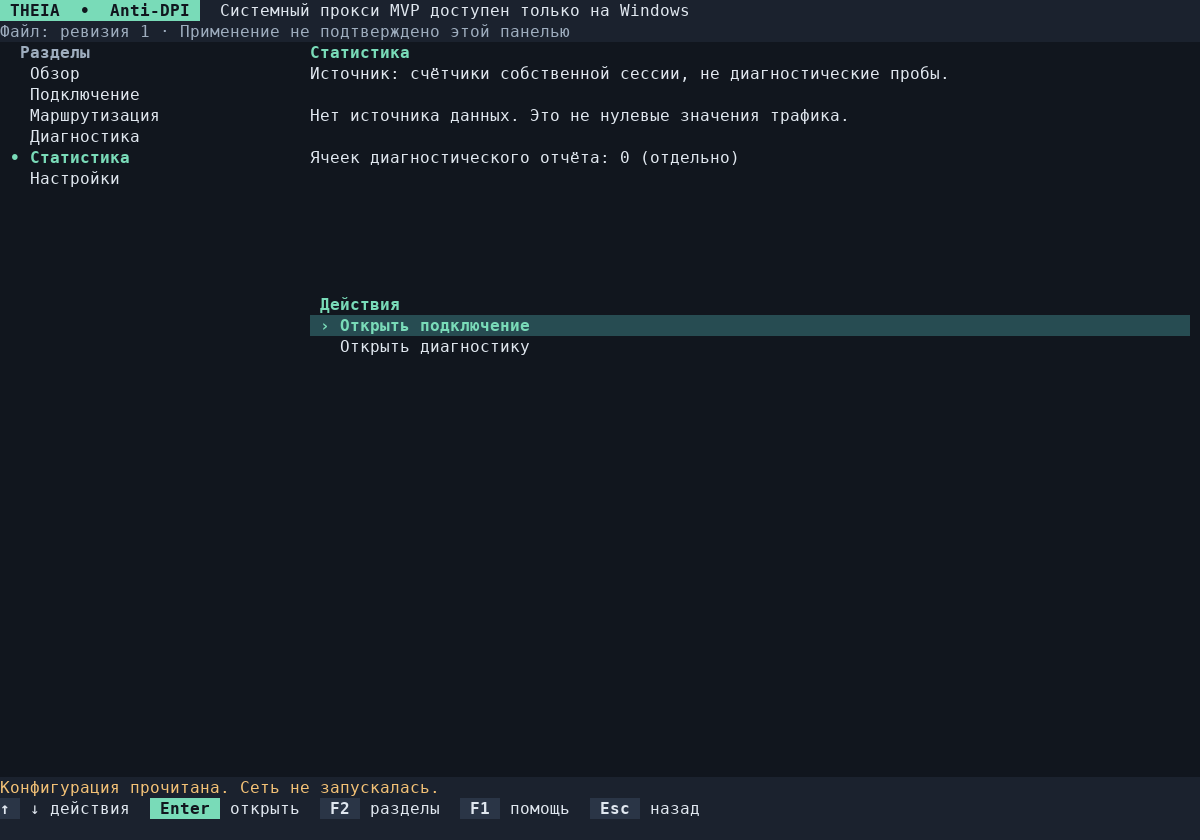 THEIA • Anti-DPI Системный прокси MVP доступен только на Windows
Файл: ревизия 1 · Применение не подтверждено этой панелью
Разделы
Обзор
Подключение
Маршрутизация
Диагностика
• Статистика
Настройки
Статистика
Источник: счётчики собственной сессии, не диагностические пробы.
Нет источника данных. Это не нулевые значения трафика.
Ячеек диагностического отчёта: 0 (отдельно)
Действия
› Открыть подключение
Открыть диагностику
Конфигурация прочитана. Сеть не запускалась.
↑ ↓ действия Enter открыть F2 разделы F1 помощь Esc назад